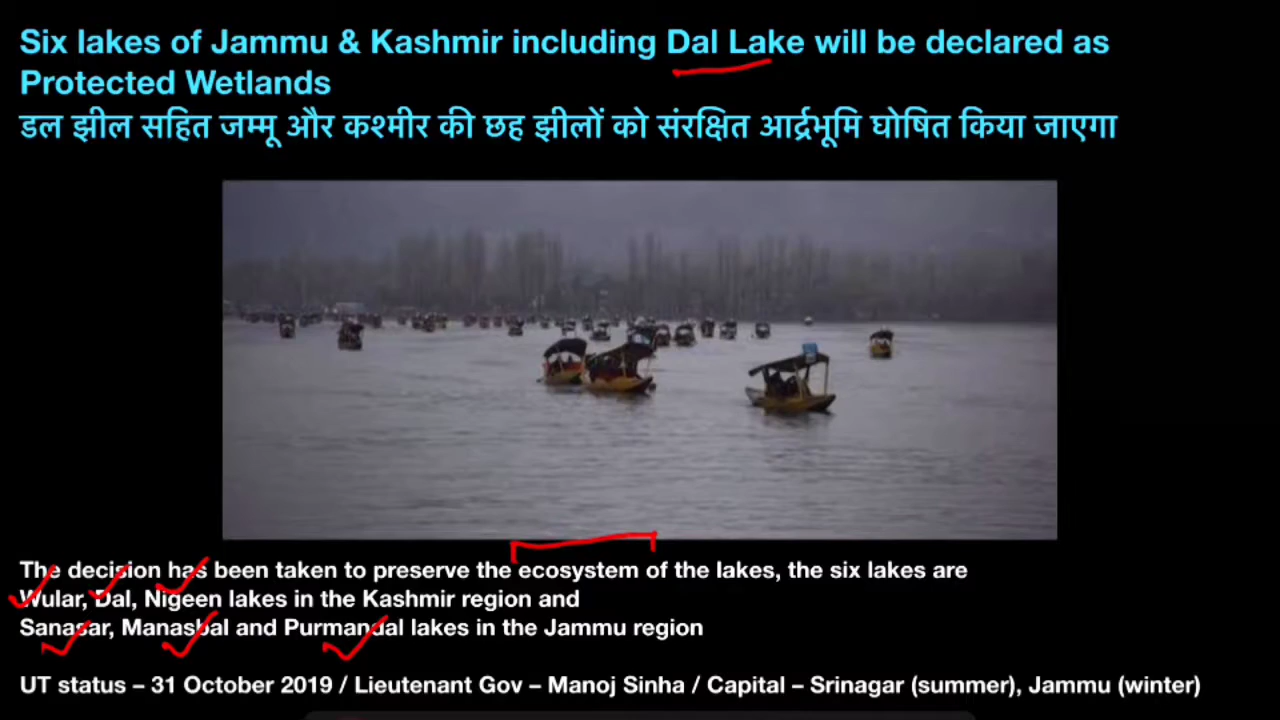 Six lakes of Jammu & Kashmir including Dal Lake will be declared as
Protected Wetlands
डल झील सहित जम्मू और कश्मीर की छह झीलों को संरक्षित आर्द्रभूमि घोषित किया जाएगा
The decision has been taken to preserve the ecosystem of the lakes, the six lakes are
Wular, Dal, Nigeen lakes in the Kashmir region and
Sanasar, Manasbal and Purmandal lakes in the Jammu region
UT status – 31 October 2019 / Lieutenant Gov – Manoj Sinha / Capital – Srinagar (summer), Jammu (winter)